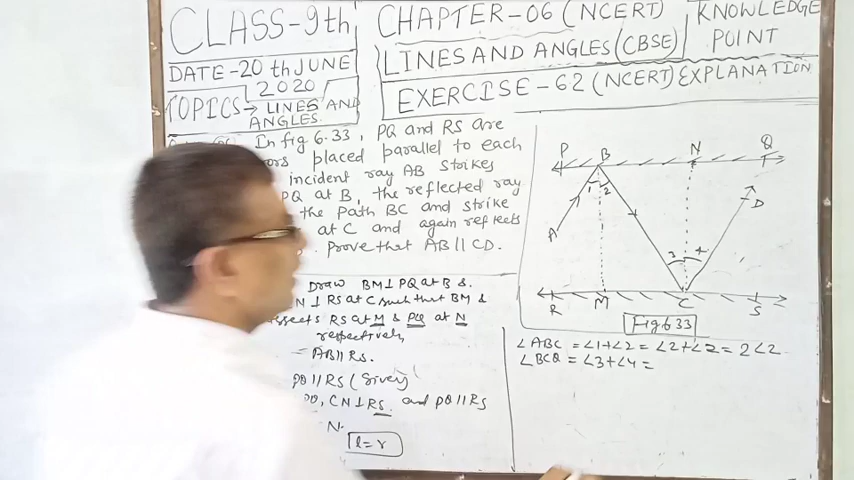 CLASS-9th
DATE-20 th JUNE
2020
TOPICS → LINES AND
ANGLES
CHAPTER-06 (NCERT)
LINES AND ANGLES (CBSE)
EXERCISE-62 (NCERT) EXPLANATION
KNOWLEDGE
POINT
In fig 6.33, PQ and RS are
placed parallel to each
incident ray AB strikes
PQ at B, the reflected ray
the path BC and strike
at C and again reflects
prove that AB || CD.
Draw BM ⊥ PQ at B &
N ⊥ RS at C such that BM &
RS at M & PQ at N
respectively
= AB || RS.
PQ || RS (Given)
CN ⊥ RS and PQ || RS
N.
l = r
P B N Q
1 2
A
D
3 4
R M C S
Fig 6.33
∠ABC = ∠1+∠2 = ∠2+∠2 = 2∠2
∠BCQ = ∠3+∠4 =